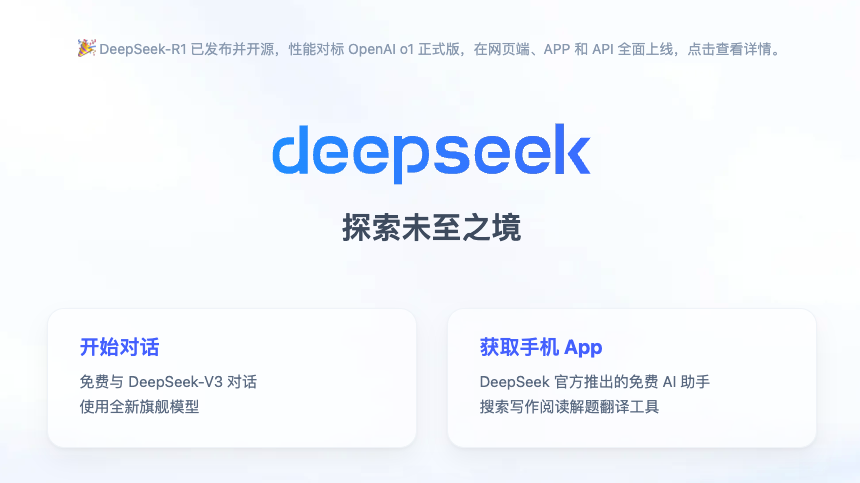 🎉 DeepSeek-R1 已发布并开源，性能对标 OpenAI o1 正式版，在网页端、APP 和 API 全面上线，点击查看详情。
deepseek
探索未至之境
开始对话
免费与 DeepSeek-V3 对话
使用全新旗舰模型
获取手机 App
DeepSeek 官方推出的免费 AI 助手
搜索写作阅读解题翻译工具